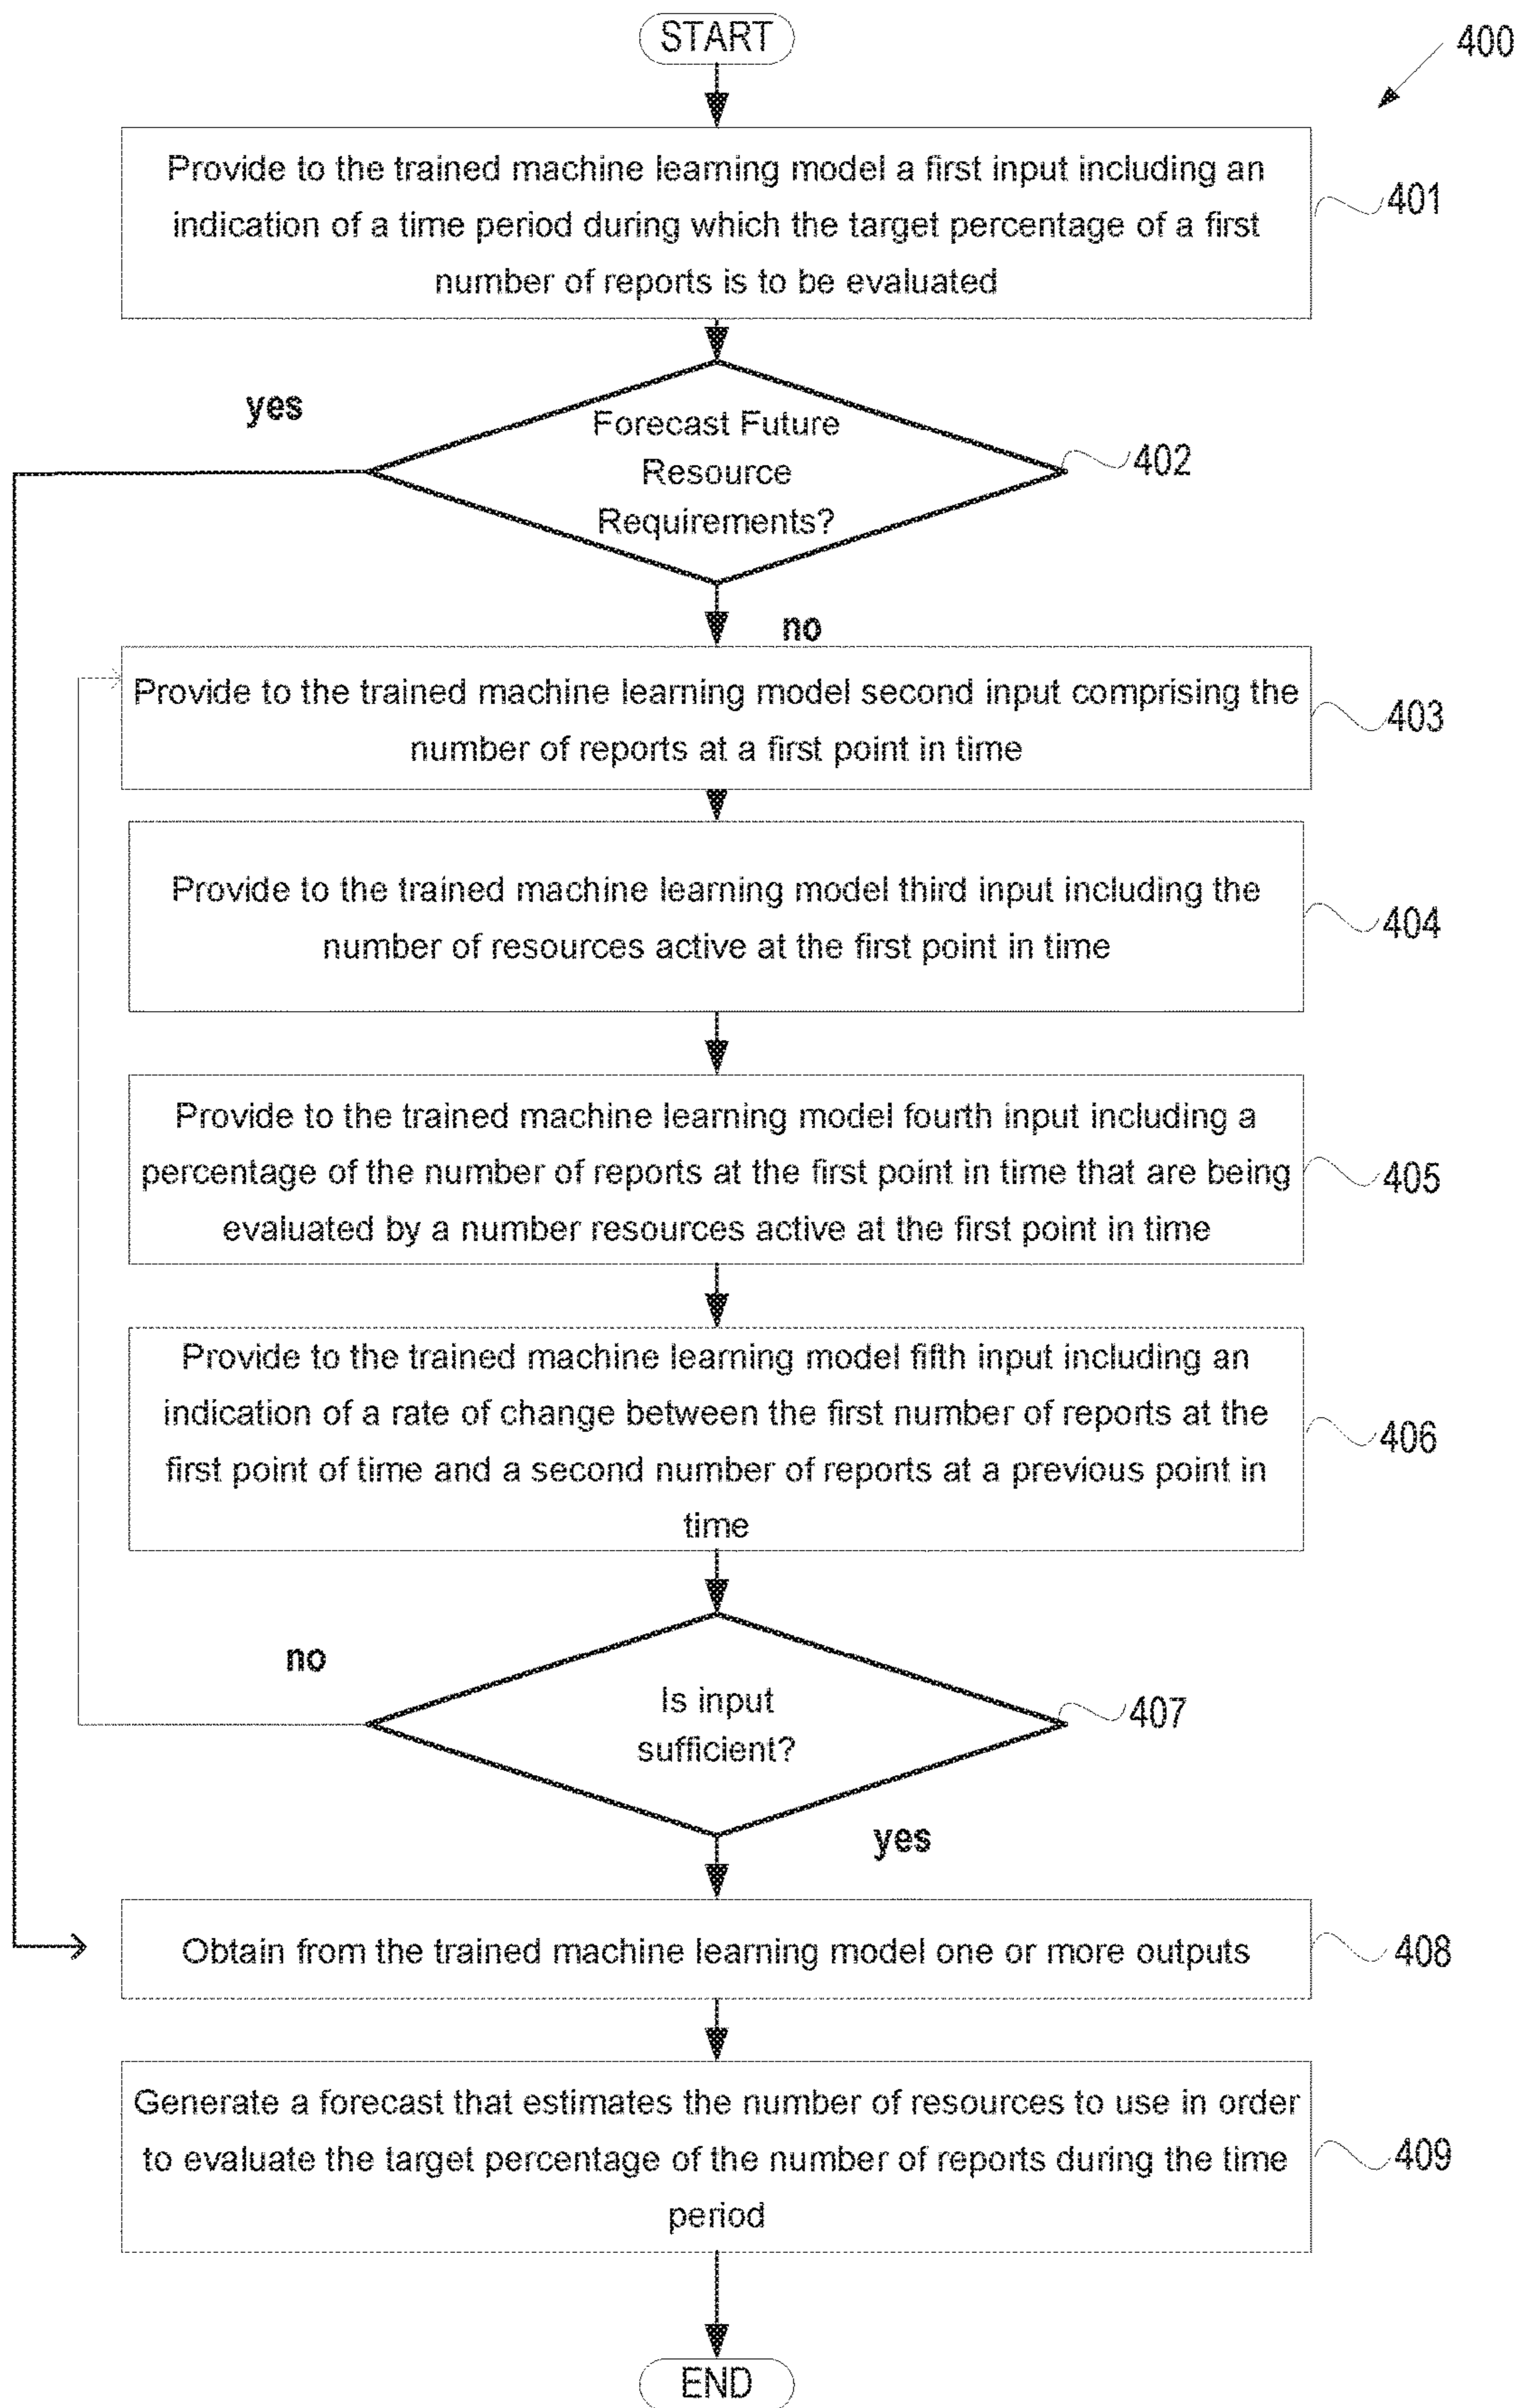 START
400
Provide to the trained machine learning model a first input including an
indication of a time period during which the target percentage of a first
number of reports is to be evaluated
401
yes
Forecast Future
Resource
Requirements?
402
no
Provide to the trained machine learning model second input comprising the
number of reports at a first point in time
403
Provide to the trained machine learning model third input including the
number of resources active at the first point in time
404
Provide to the trained machine learning model fourth input including a
percentage of the number of reports at the first point in time that are being
evaluated by a number resources active at the first point in time
405
Provide to the trained machine learning model fifth input including an
indication of a rate of change between the first number of reports at the
first point of time and a second number of reports at a previous point in
time
406
no
Is input
sufficient?
407
yes
Obtain from the trained machine learning model one or more outputs
408
Generate a forecast that estimates the number of resources to use in order
to evaluate the target percentage of the number of reports during the time
period
409
END